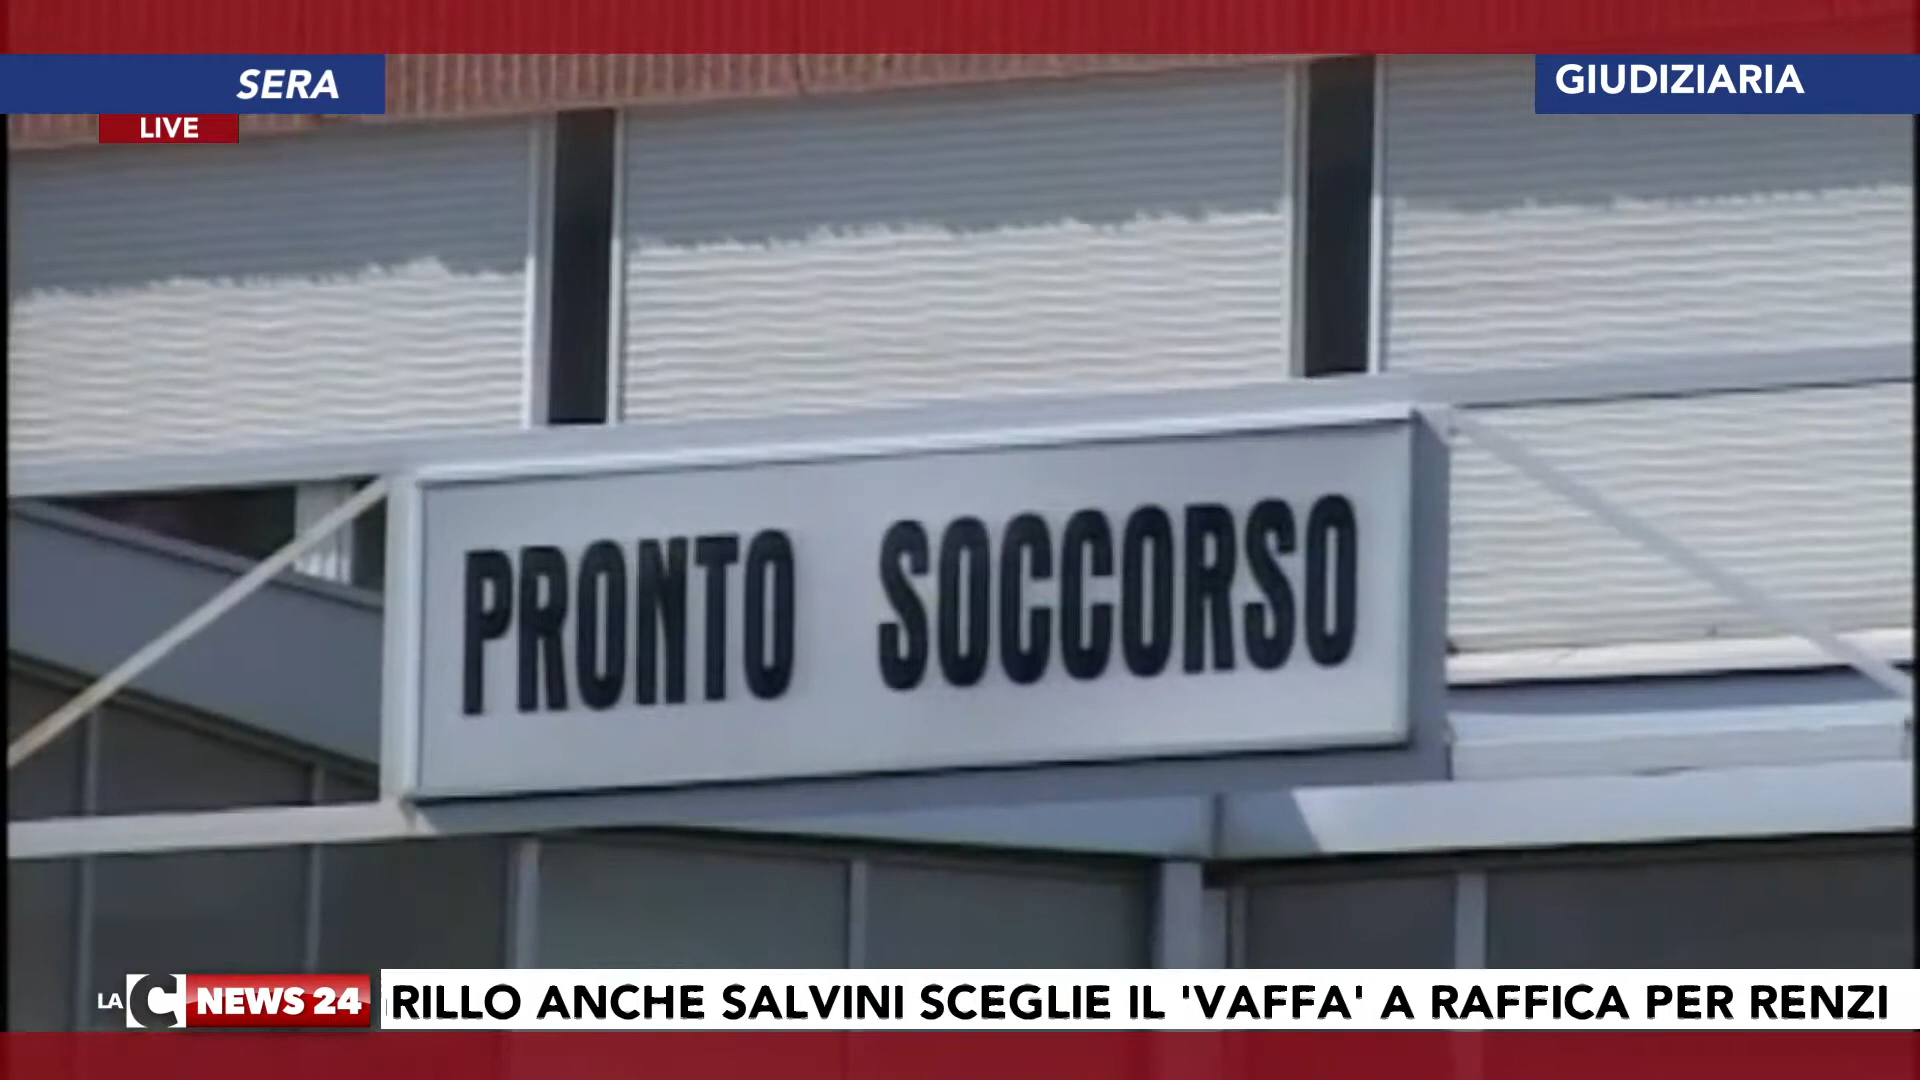 SERA
GIUDIZIARIA
LIVE
PRONTO SOCCORSO
LA C NEWS 24
RILLO ANCHE SALVINI SCEGLIE IL 'VAFFA' A RAFFICA PER RENZI